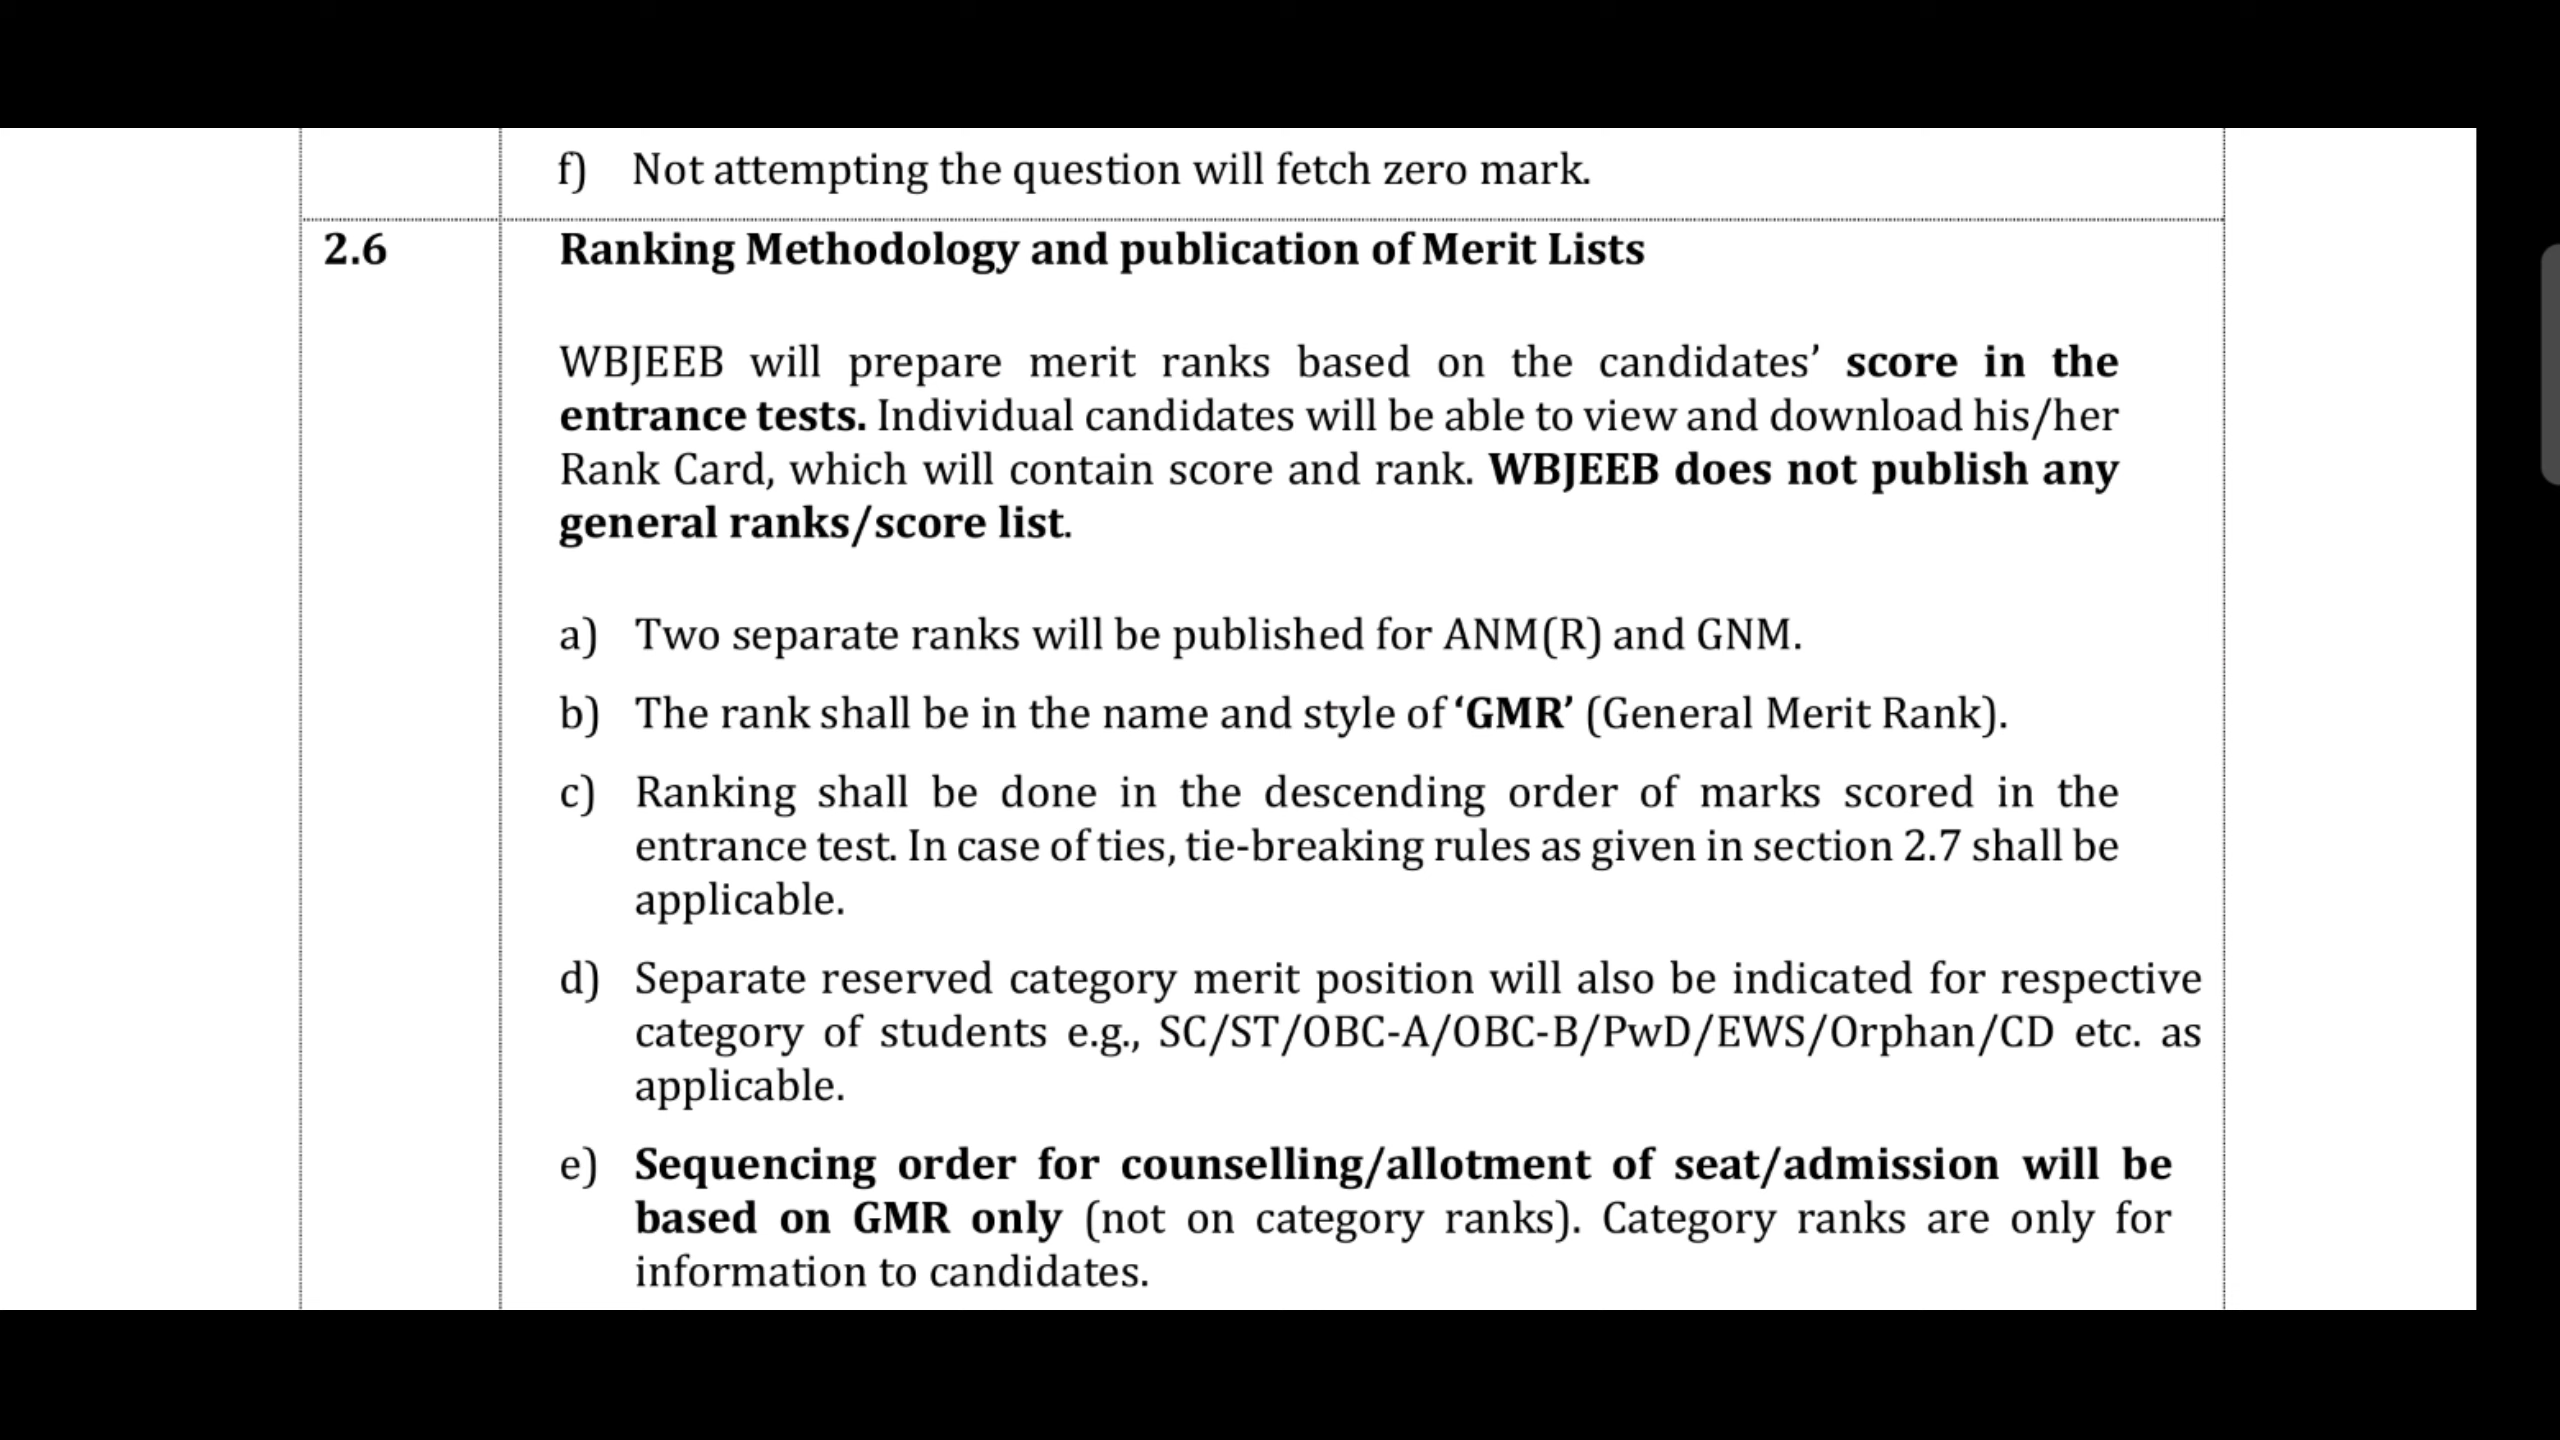 f) Not attempting the question will fetch zero mark.
2.6 Ranking Methodology and publication of Merit Lists
WBJEEB will prepare merit ranks based on the candidates’ score in the
entrance tests. Individual candidates will be able to view and download his/her
Rank Card, which will contain score and rank. WBJEEB does not publish any
general ranks/score list.
a) Two separate ranks will be published for ANM(R) and GNM.
b) The rank shall be in the name and style of ‘GMR’ (General Merit Rank).
c) Ranking shall be done in the descending order of marks scored in the
entrance test. In case of ties, tie-breaking rules as given in section 2.7 shall be
applicable.
d) Separate reserved category merit position will also be indicated for respective
category of students e.g., SC/ST/OBC-A/OBC-B/PwD/EWS/Orphan/CD etc. as
applicable.
e) Sequencing order for counselling/allotment of seat/admission will be
based on GMR only (not on category ranks). Category ranks are only for
information to candidates.